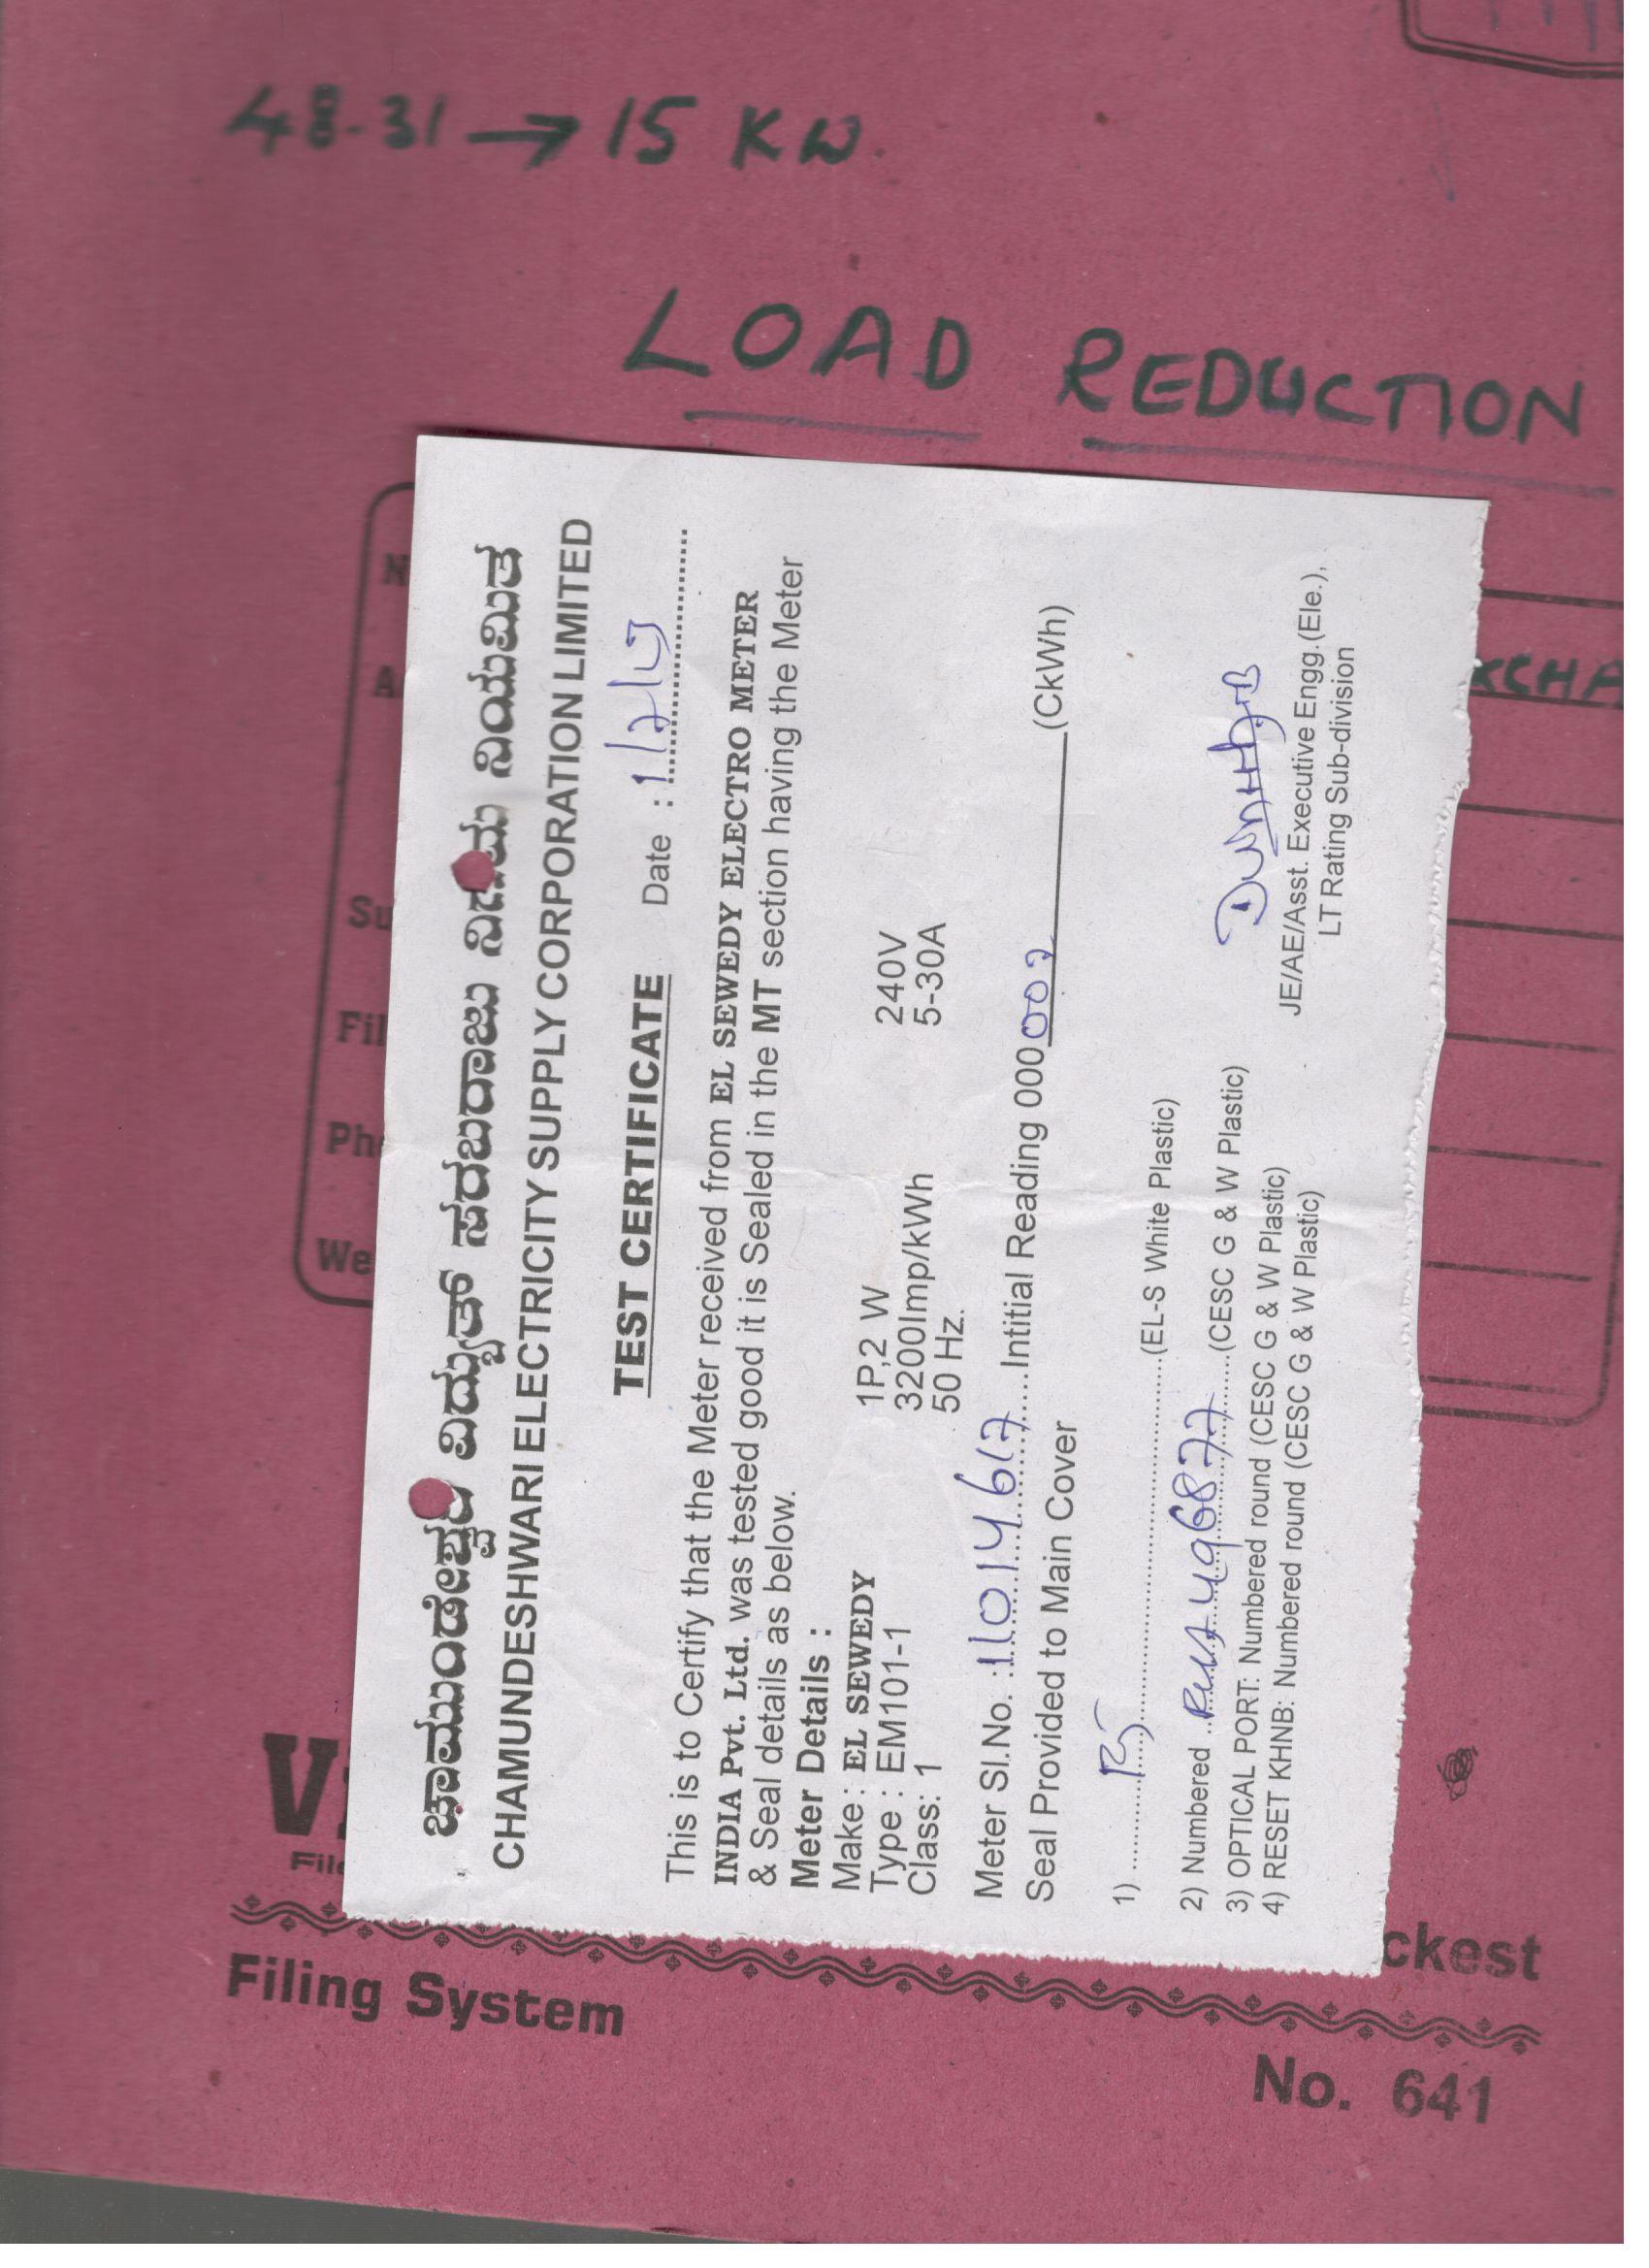 48-31 → 15 KW.
LOAD REDUCTION
ಚಾಮುಂಡೇಶ್ವರಿ ವಿದ್ಯುತ್ ಸರಬರಾಜು ನಿಗಮ ನಿಯಮಿತ
CHAMUNDESHWARI ELECTRICITY SUPPLY CORPORATION LIMITED
TEST CERTIFICATE Date :
This is to Certify that the Meter received from EL SEWEDY ELECTRO METER
INDIA Pvt. Ltd. was tested good it is Sealed in the MT section having the Meter
& Seal details as below.
Meter Details :
Make : EL SEWEDY 1P,2 W 240V
Type : EM101-1 3200Imp/kWh 5-30A
Class: 1 50 Hz.
Meter Sl.No. : 11014617 Intitial Reading 000002 (CkWh)
Seal Provided to Main Cover
1) (EL-S White Plastic)
2) Numbered (CESC G & W Plastic)
3) OPTICAL PORT: Numbered round (CESC G & W Plastic)
4) RESET KHNB: Numbered round (CESC G & W Plastic)
JE/AE/Asst. Executive Engg.(Ele.),
LT Rating Sub-division
Filing System
No. 641